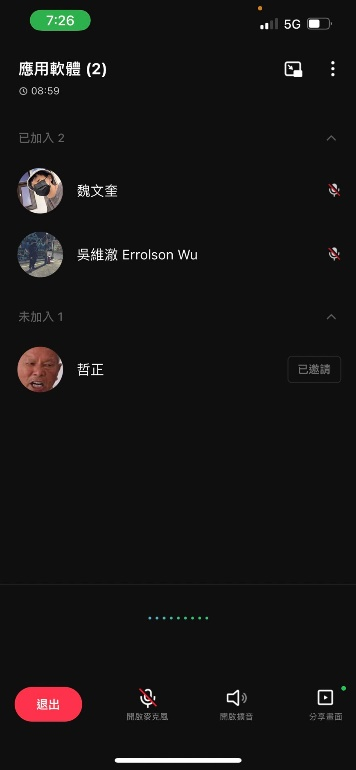 7:26
5G
應用軟體 (2)
08:59
已加入 2
魏文奎
吳維澈 Errolson Wu
未加入 1
哲正
已邀請
退出
開啟麥克風
開啟擴音
分享畫面